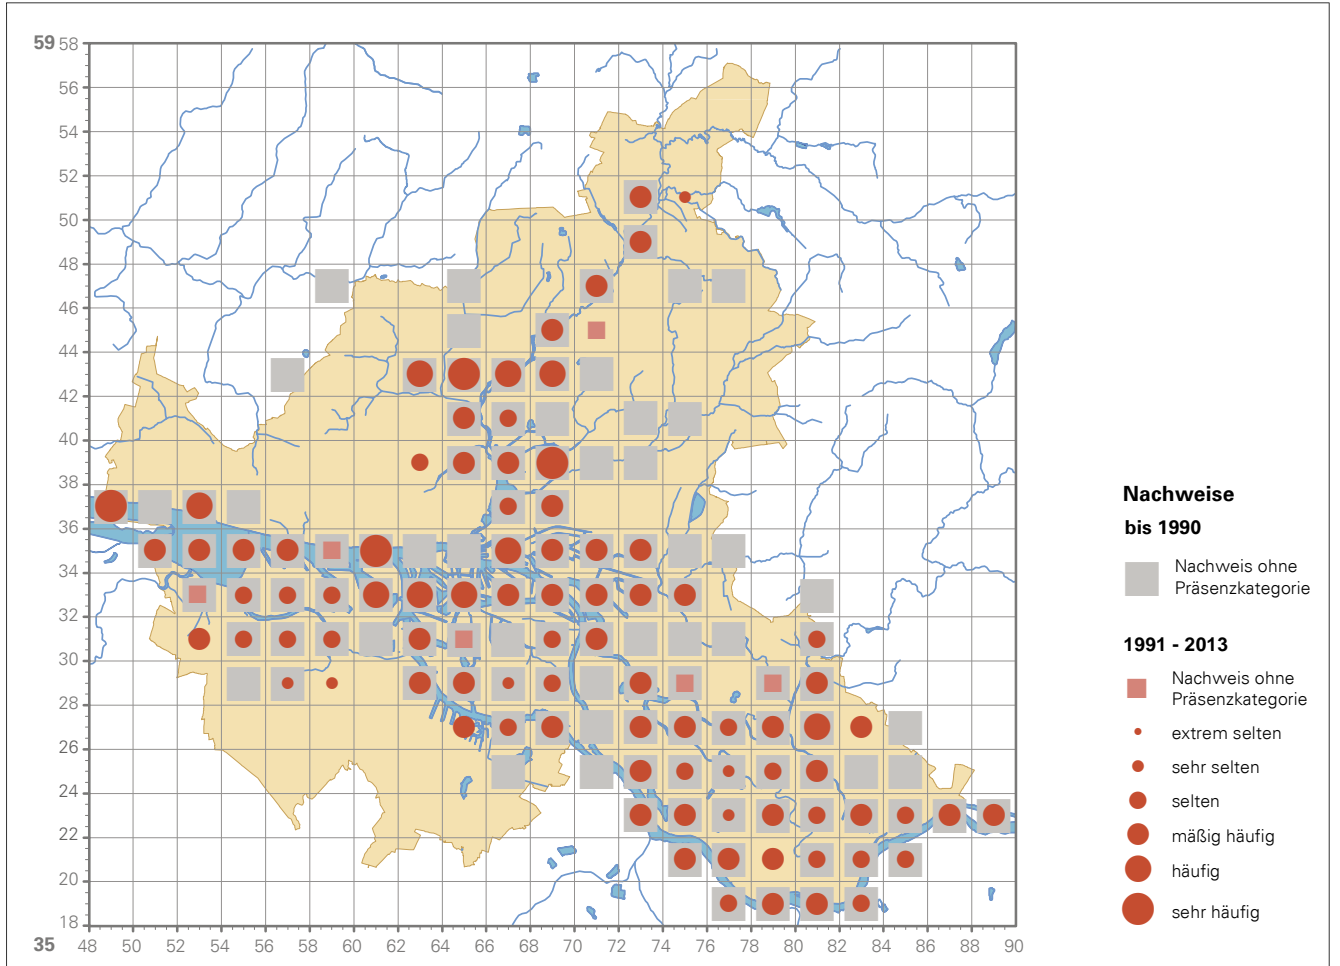 59 58
56
54
52
50
48
46
44
42
40
38
36
34
32
30
28
26
24
22
20
18
35
48 50 52 54 56 58 60 62 64 66 68 70 72 74 76 78 80 82 84 86 88 90
Nachweise
bis 1990
Nachweis ohne
Präsenzkategorie
1991 - 2013
Nachweis ohne
Präsenzkategorie
extrem selten
sehr selten
selten
mäßig häufig
häufig
sehr häufig